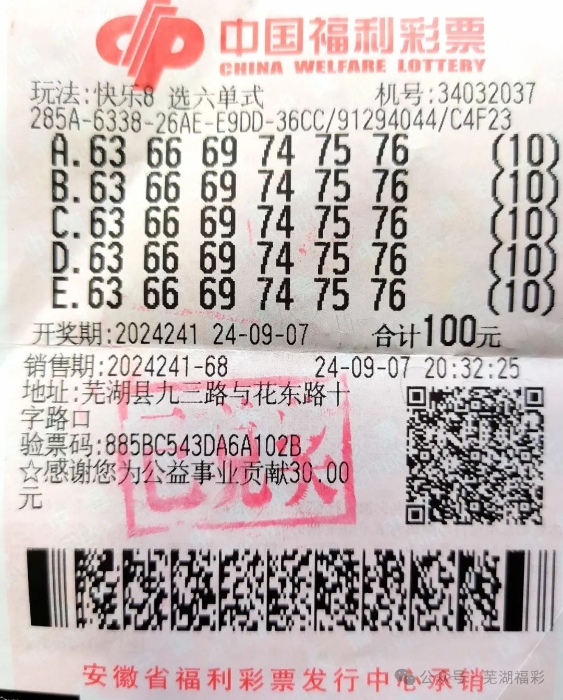 中国福利彩票
CHINA WELFARE LOTTERY
玩法:快乐8 选六单式 机号:34032037
285A-6338-26AE-E9DD-36CC/91294044/C4F23
A.63 66 69 74 75 76 (10)
B.63 66 69 74 75 76 (10)
C.63 66 69 74 75 76 (10)
D.63 66 69 74 75 76 (10)
E.63 66 69 74 75 76 (10)
开奖期:2024241 24-09-07 合计100元
销售期:2024241-68 24-09-07 20:32:25
地址:芜湖县九三路与花东路十
字路口
验票码:885BC543DA6A102B
☆感谢您为公益事业贡献30.00
元
已兑奖
安徽省福利彩票发行中心承销
公众号 芜湖福彩